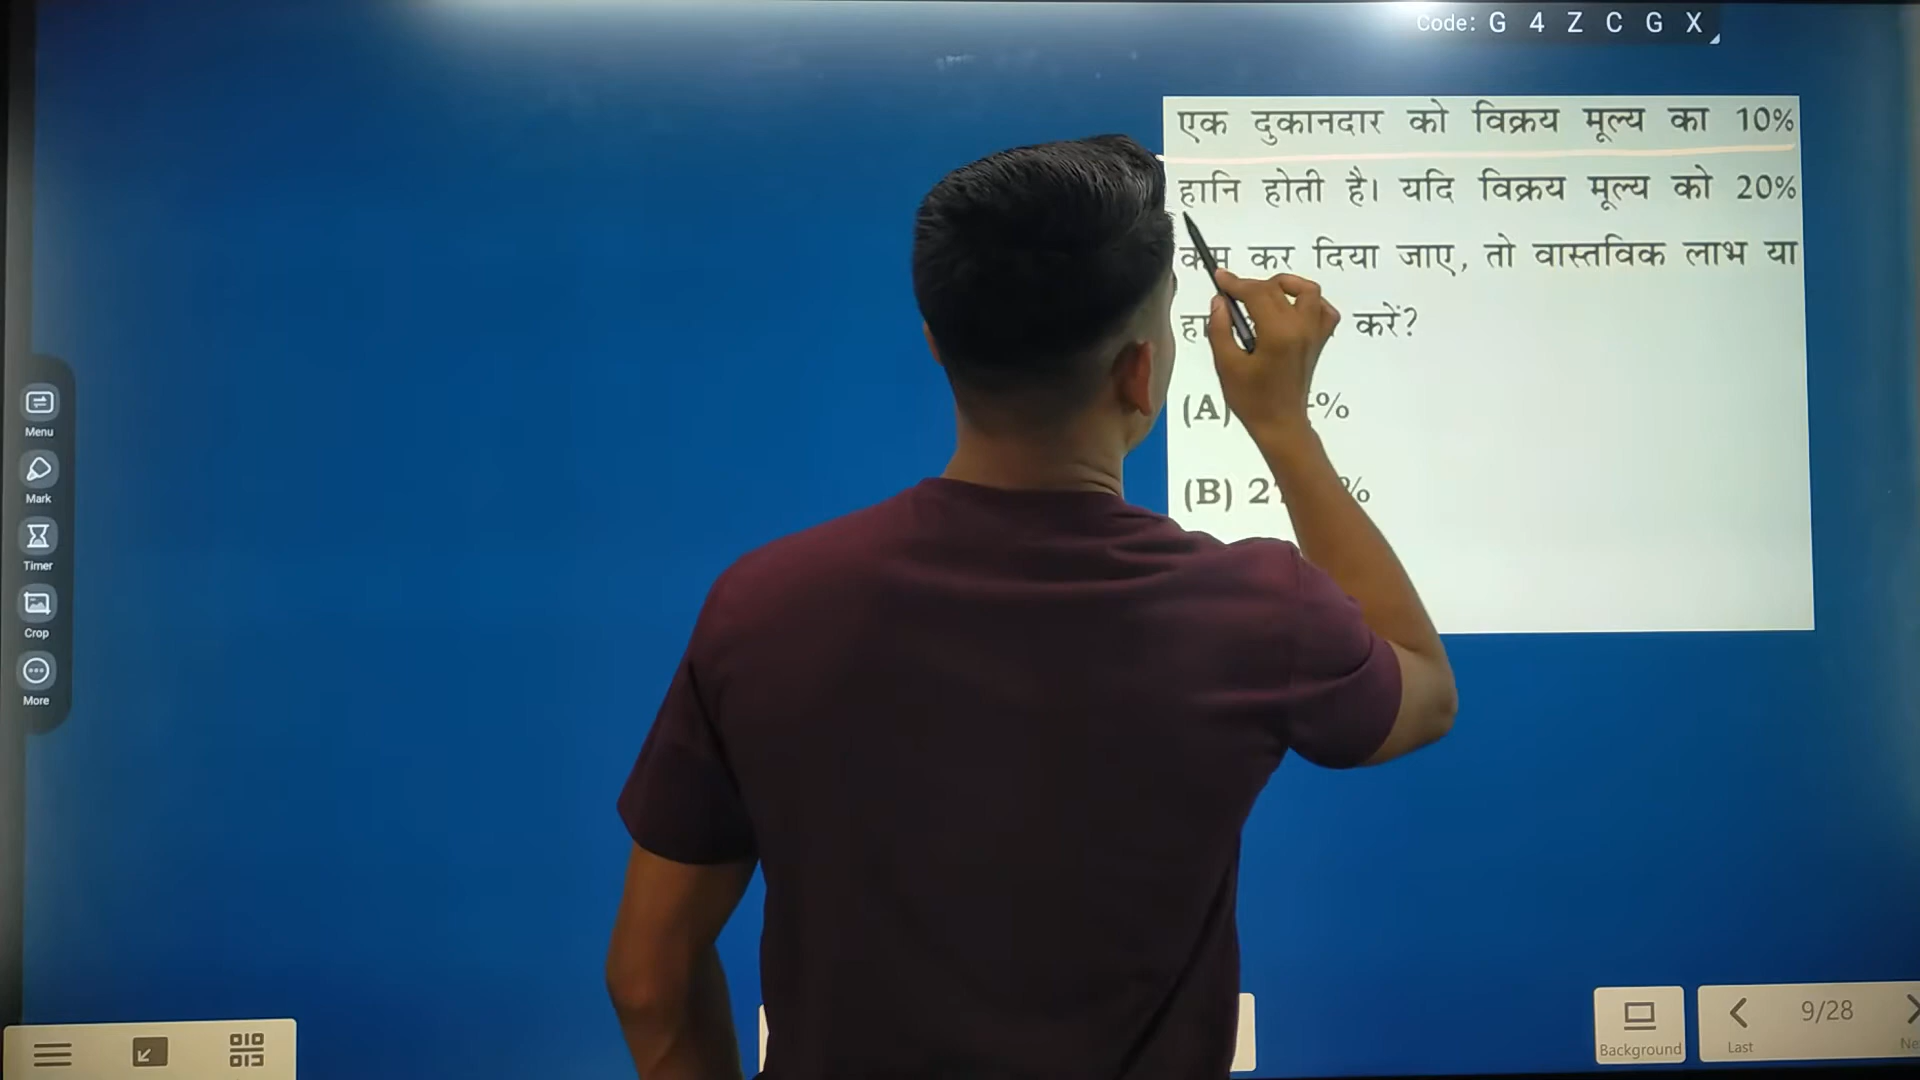 Code: G 4 Z C G X
एक दुकानदार को विक्रय मूल्य का 10%
हानि होती है। यदि विक्रय मूल्य को 20%
कम कर दिया जाए, तो वास्तविक लाभ या
करें?
(A) %
(B) %
Menu
Mark
Timer
Crop
More
Background
Last
9/28